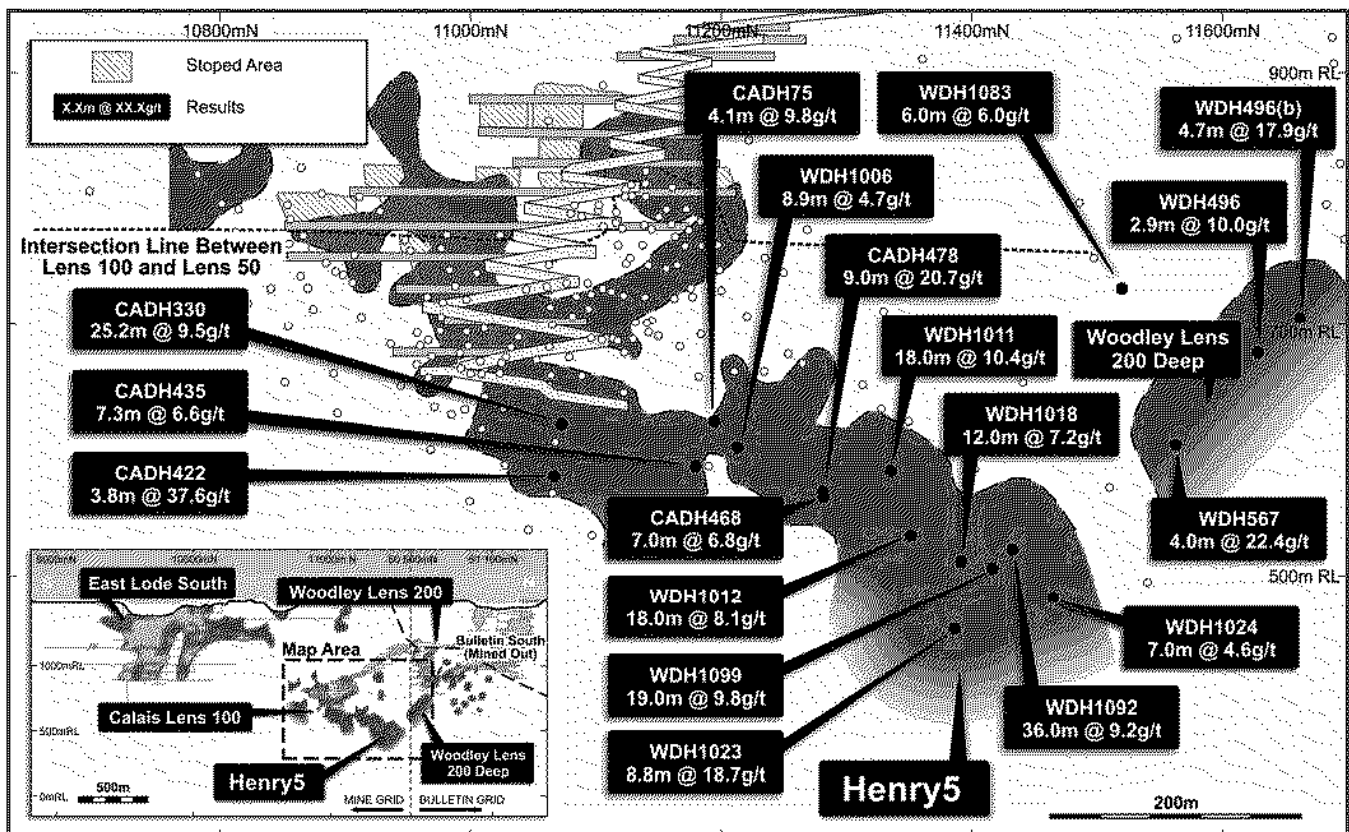 10800mN
11000mN
11200mN
11400mN
11600mN
Stoped Area
X.Xm @ XX.Xg/t
Results
900m RL
CADH75
4.1m @ 9.8g/t
WDH1083
6.0m @ 6.0g/t
WDH496(b)
4.7m @ 17.9g/t
WDH1006
8.9m @ 4.7g/t
WDH496
2.9m @ 10.0g/t
Intersection Line Between
Lens 100 and Lens 50
CADH478
9.0m @ 20.7g/t
CADH330
25.2m @ 9.5g/t
WDH1011
18.0m @ 10.4g/t
Woodley Lens
200 Deep
700m RL
CADH435
7.3m @ 6.6g/t
WDH1018
12.0m @ 7.2g/t
CADH422
3.8m @ 37.6g/t
CADH468
7.0m @ 6.8g/t
WDH567
4.0m @ 22.4g/t
500m RL
WDH1012
18.0m @ 8.1g/t
WDH1024
7.0m @ 4.6g/t
WDH1099
19.0m @ 9.8g/t
WDH1092
36.0m @ 9.2g/t
WDH1023
8.8m @ 18.7g/t
Henry5
200m
East Lode South
Woodley Lens 200
Bulletin South
(Mined Out)
Map Area
1000mRL
Calais Lens 100
500mRL
Woodley Lens
200 Deep
Henry5
0mRL
500m
MINE GRID
BULLETIN GRID